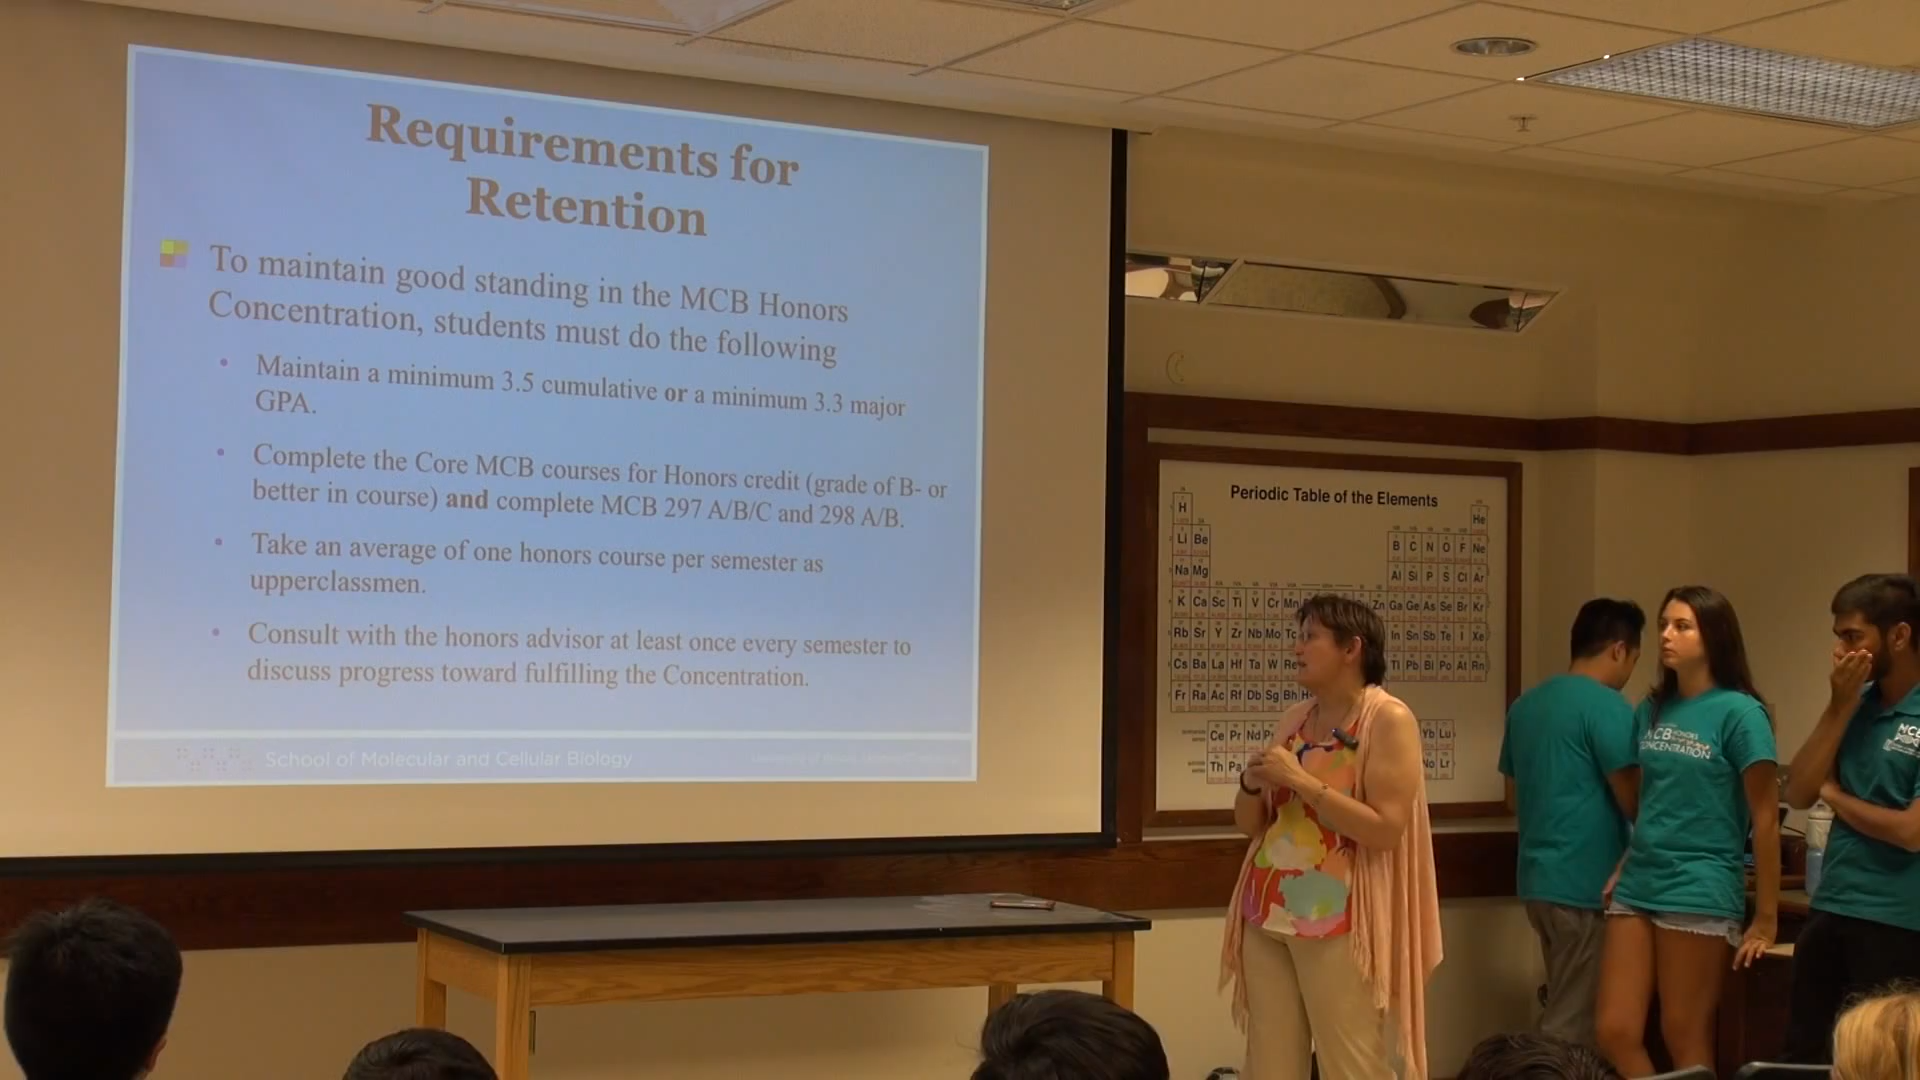 Requirements for
Retention
To maintain good standing in the MCB Honors
Concentration, students must do the following
Maintain a minimum 3.5 cumulative or a minimum 3.3 major
GPA.
Complete the Core MCB courses for Honors credit (grade of B- or
better in course) and complete MCB 297 A/B/C and 298 A/B.
Take an average of one honors course per semester as
upperclassmen.
Consult with the honors advisor at least once every semester to
discuss progress toward fulfilling the Concentration.
School of Molecular and Cellular Biology
Periodic Table of the Elements
H He
Li Be B C N O F Ne
Na Mg Al Si P S Cl Ar
K Ca Sc Ti V Cr Mn Zn Ga Ge As Se Br Kr
Rb Sr Y Zr Nb Mo Tc In Sn Sb Te I Xe
Cs Ba La Hf Ta W Re Tl Pb Bi Po At Rn
Fr Ra Ac Rf Db Sg Bh
Ce Pr Nd Yb Lu
Th Pa No Lr
MCB HONORS
CONCENTRATION
MCB